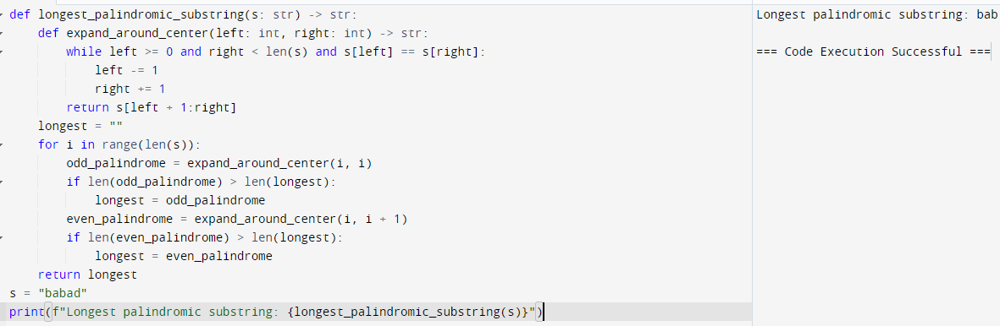 def longest_palindromic_substring(s: str) -> str:
    def expand_around_center(left: int, right: int) -> str:
        while left >= 0 and right < len(s) and s[left] == s[right]:
            left -= 1
            right += 1
        return s[left + 1:right]
    longest = ""
    for i in range(len(s)):
        odd_palindrome = expand_around_center(i, i)
        if len(odd_palindrome) > len(longest):
            longest = odd_palindrome
        even_palindrome = expand_around_center(i, i + 1)
        if len(even_palindrome) > len(longest):
            longest = even_palindrome
    return longest
s = "babad"
print(f"Longest palindromic substring: {longest_palindromic_substring(s)}")
Longest palindromic substring: bab
=== Code Execution Successful ===